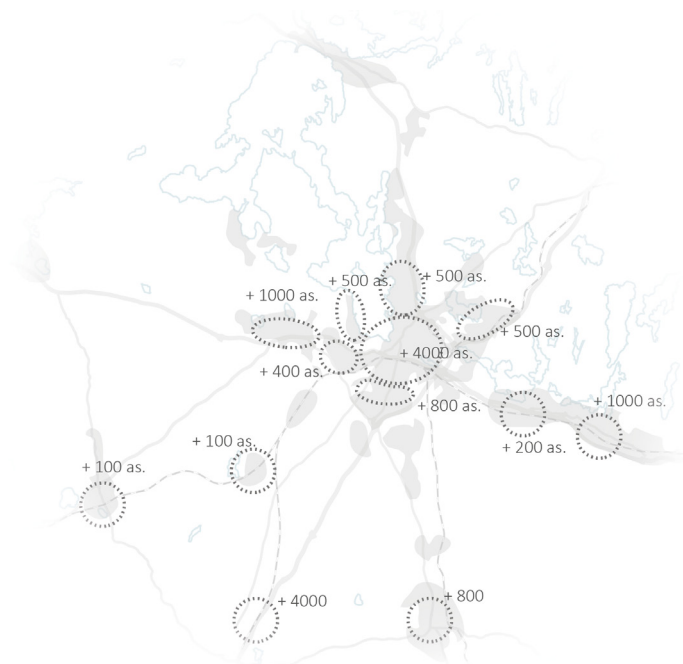 + 500 as.
+ 500 as.
+ 1000 as.
+ 500 as.
+ 4000 as.
+ 400 as.
+ 1000 as.
+ 800 as.
+ 100 as.
+ 200 as.
+ 100 as.
+ 800
+ 4000